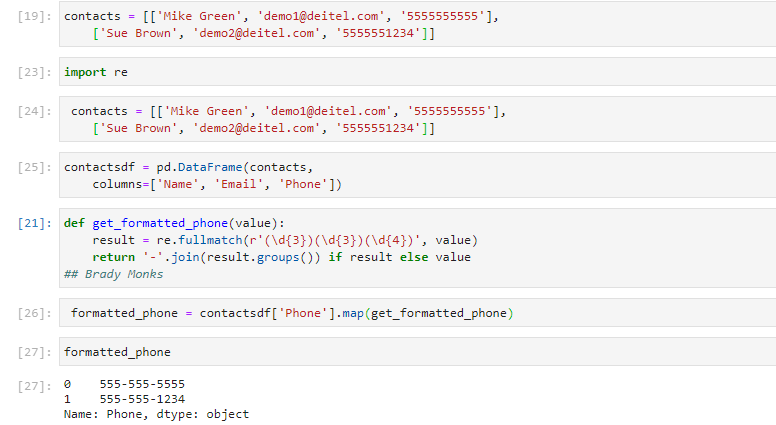 [19]: contacts = [['Mike Green', 'demo1@deitel.com', '5555555555'],
['Sue Brown', 'demo2@deitel.com', '5555551234']]
[23]: import re
[24]: contacts = [['Mike Green', 'demo1@deitel.com', '5555555555'],
['Sue Brown', 'demo2@deitel.com', '5555551234']]
[25]: contactsdf = pd.DataFrame(contacts,
columns=['Name', 'Email', 'Phone'])
[21]: def get_formatted_phone(value):
result = re.fullmatch(r'(\d{3})(\d{3})(\d{4})', value)
return '-'.join(result.groups()) if result else value
## Brady Monks
[26]: formatted_phone = contactsdf['Phone'].map(get_formatted_phone)
[27]: formatted_phone
[27]: 0 555-555-5555
1 555-555-1234
Name: Phone, dtype: object